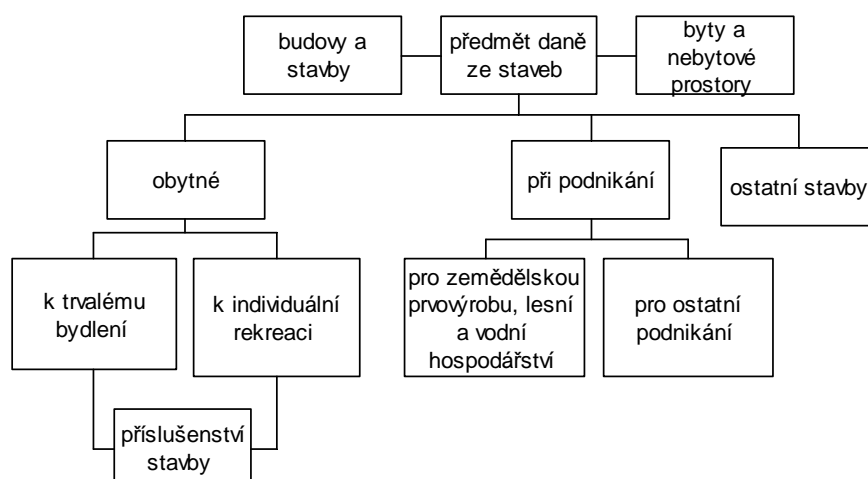 budovy a
stavby
předmět daně
ze staveb
byty a
nebytové
prostory
obytné
při podnikání
ostatní stavby
k trvalému
bydlení
k individuální
rekreaci
pro zemědělskou
prvovýrobu, lesní
a vodní
hospodářství
pro ostatní
podnikání
příslušenství
stavby